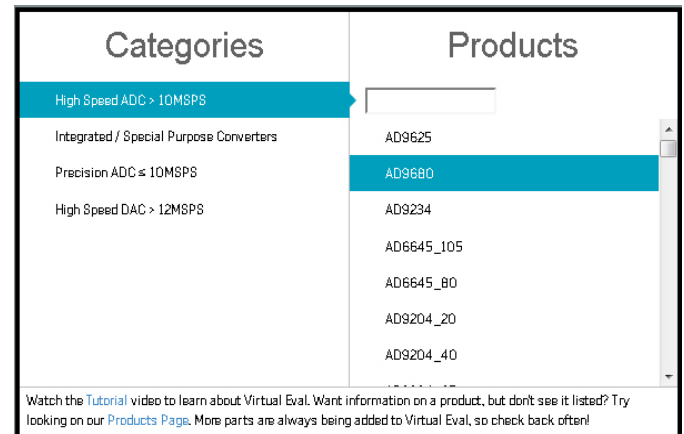 Categories
Products
High Speed ADC > 10MSPS
Integrated / Special Purpose Converters
Precision ADC ≤ 10MSPS
High Speed DAC > 12MSPS
AD9625
AD9680
AD9234
AD6645_105
AD6645_80
AD9204_20
AD9204_40
Watch the Tutorial video to learn about Virtual Eval. Want information on a product, but don't see it listed? Try
looking on our Products Page. More parts are always being added to Virtual Eval, so check back often!